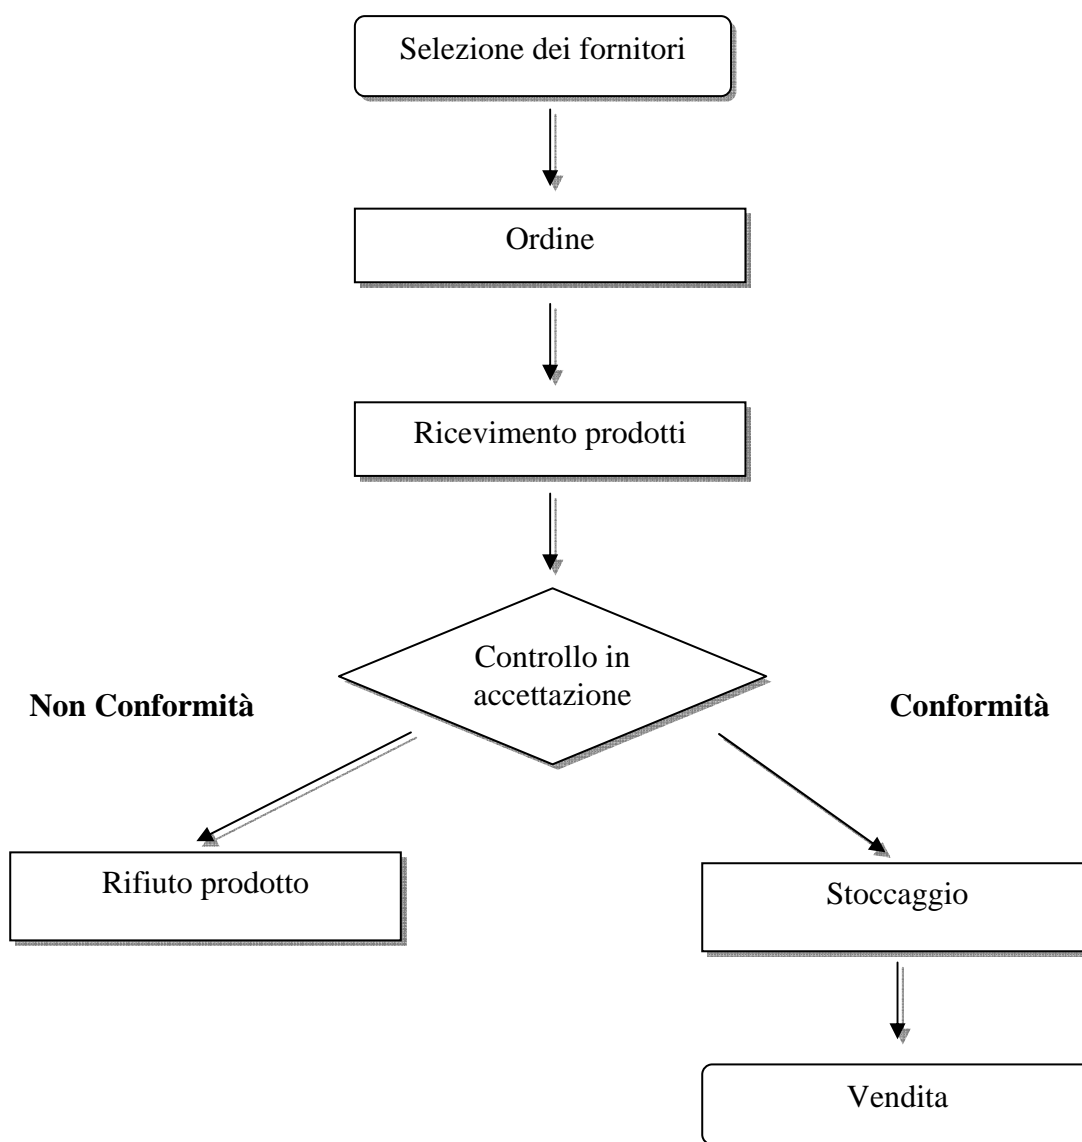 Selezione dei fornitori
Ordine
Ricevimento prodotti
Controllo in
accettazione
Non Conformità
Conformità
Rifiuto prodotto
Stoccaggio
Vendita